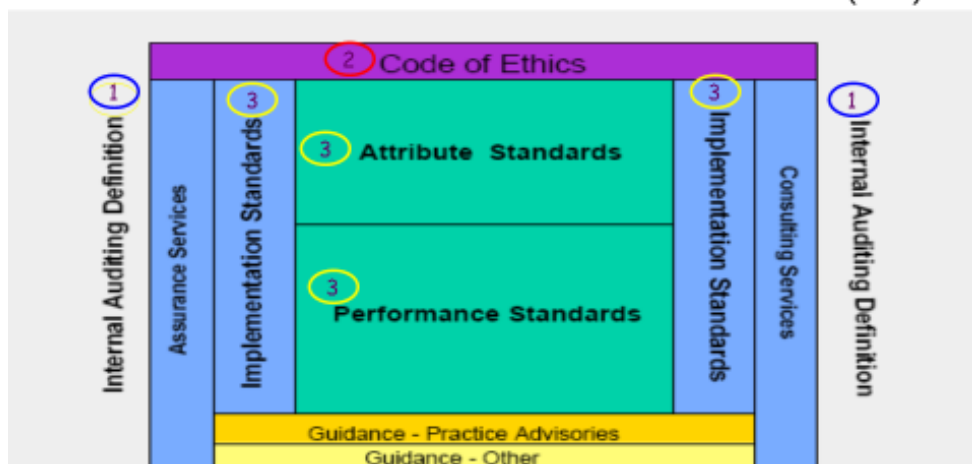 2 Code of Ethics
1
Internal Auditing Definition
Assurance Services
3
Implementation Standards
3 Attribute Standards
3
Performance Standards
3
Implementation Standards
Consulting Services
1
Internal Auditing Definition
Guidance - Practice Advisories
Guidance - Other